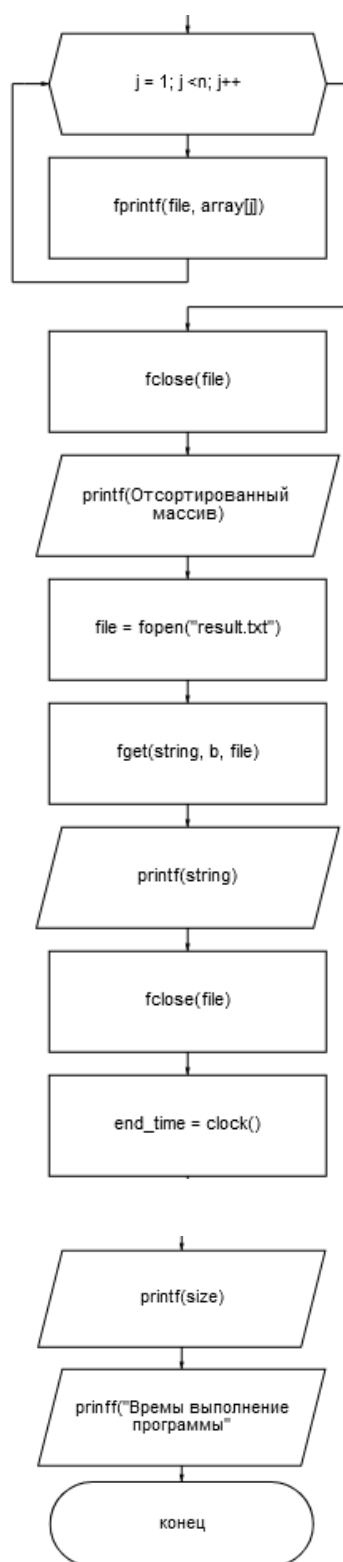 j = 1; j <n; j++
fprintf(file, array[j])
fclose(file)
printf(Отсортированный
массив)
file = fopen("result.txt")
fget(string, b, file)
printf(string)
fclose(file)
end_time = clock()
printf(size)
prinff("Времы выполнение
программы"
конец